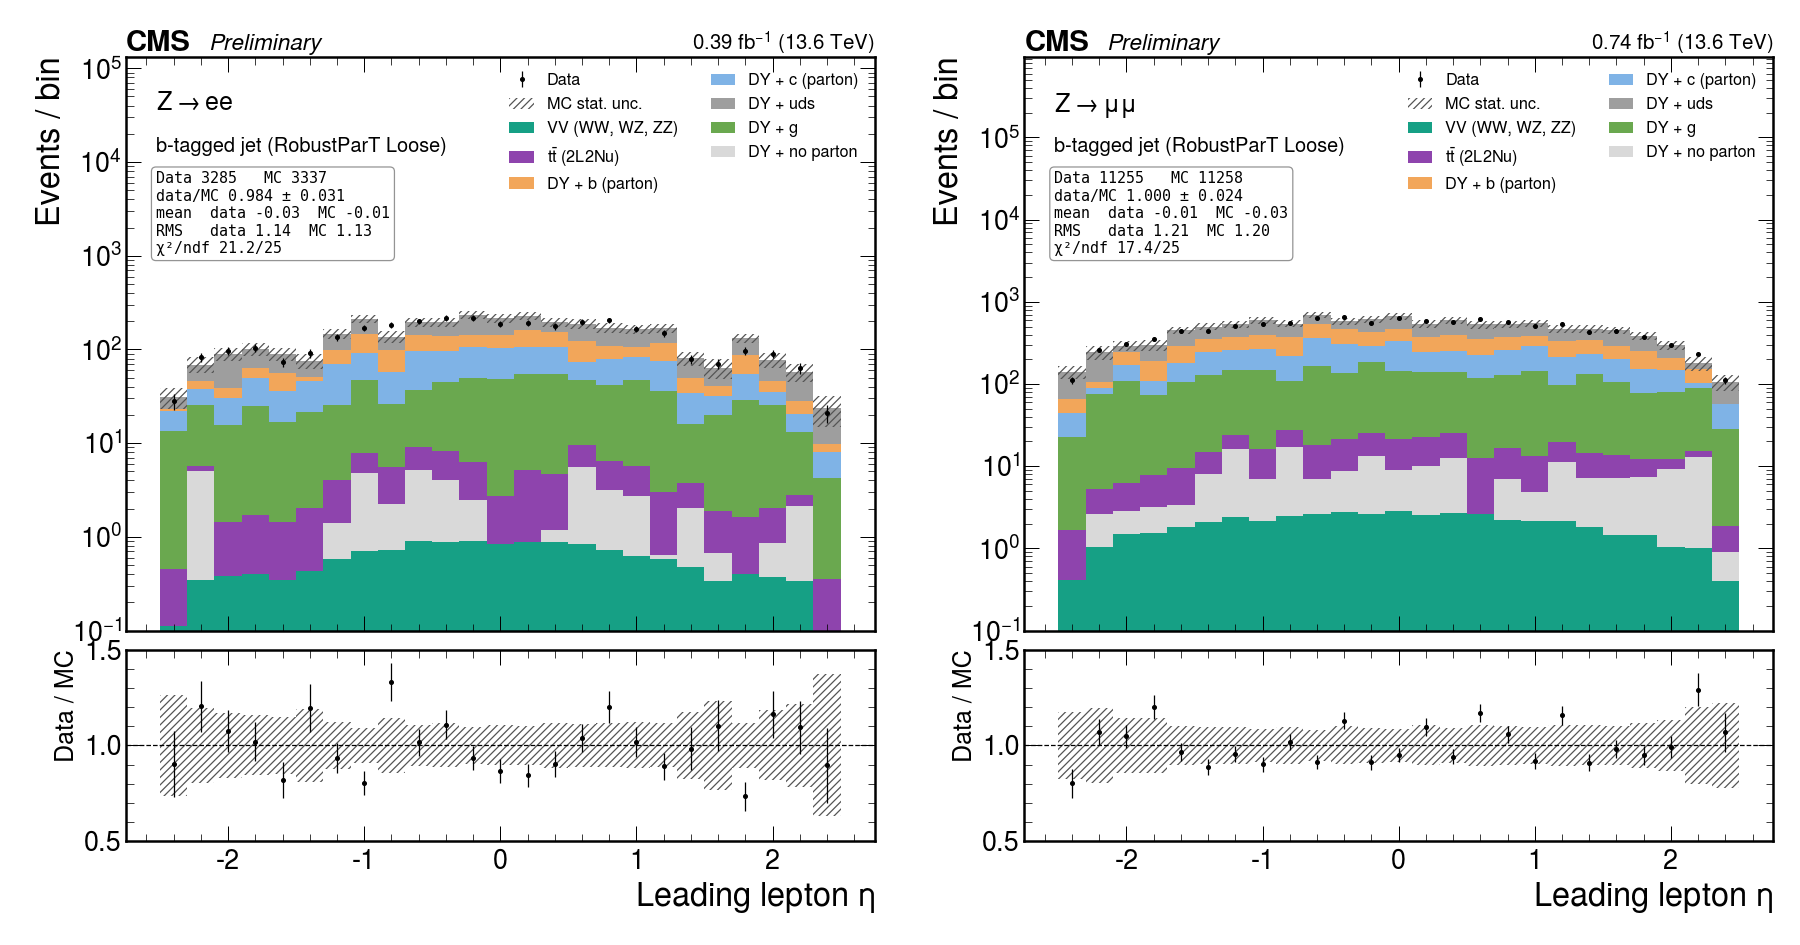 CMS Preliminary 0.39 fb⁻¹ (13.6 TeV)
Events / bin
10⁵
10⁴
10³
10²
10¹
10⁰
10⁻¹
Z → ee
b-tagged jet (RobustParT Loose)
Data 3285 MC 3337
data/MC 0.984 ± 0.031
mean data -0.03 MC -0.01
RMS data 1.14 MC 1.13
χ²/ndf 21.2/25
Data
MC stat. unc.
VV (WW, WZ, ZZ)
tt̄ (2L2Nu)
DY + b (parton)
DY + c (parton)
DY + uds
DY + g
DY + no parton
Data / MC
1.5
1.0
0.5
-2 -1 0 1 2
Leading lepton η
CMS Preliminary 0.74 fb⁻¹ (13.6 TeV)
Events / bin
10⁵
10⁴
10³
10²
10¹
10⁰
10⁻¹
Z → μμ
b-tagged jet (RobustParT Loose)
Data 11255 MC 11258
data/MC 1.000 ± 0.024
mean data -0.01 MC -0.03
RMS data 1.21 MC 1.20
χ²/ndf 17.4/25
Data
MC stat. unc.
VV (WW, WZ, ZZ)
tt̄ (2L2Nu)
DY + b (parton)
DY + c (parton)
DY + uds
DY + g
DY + no parton
Data / MC
1.5
1.0
0.5
-2 -1 0 1 2
Leading lepton η